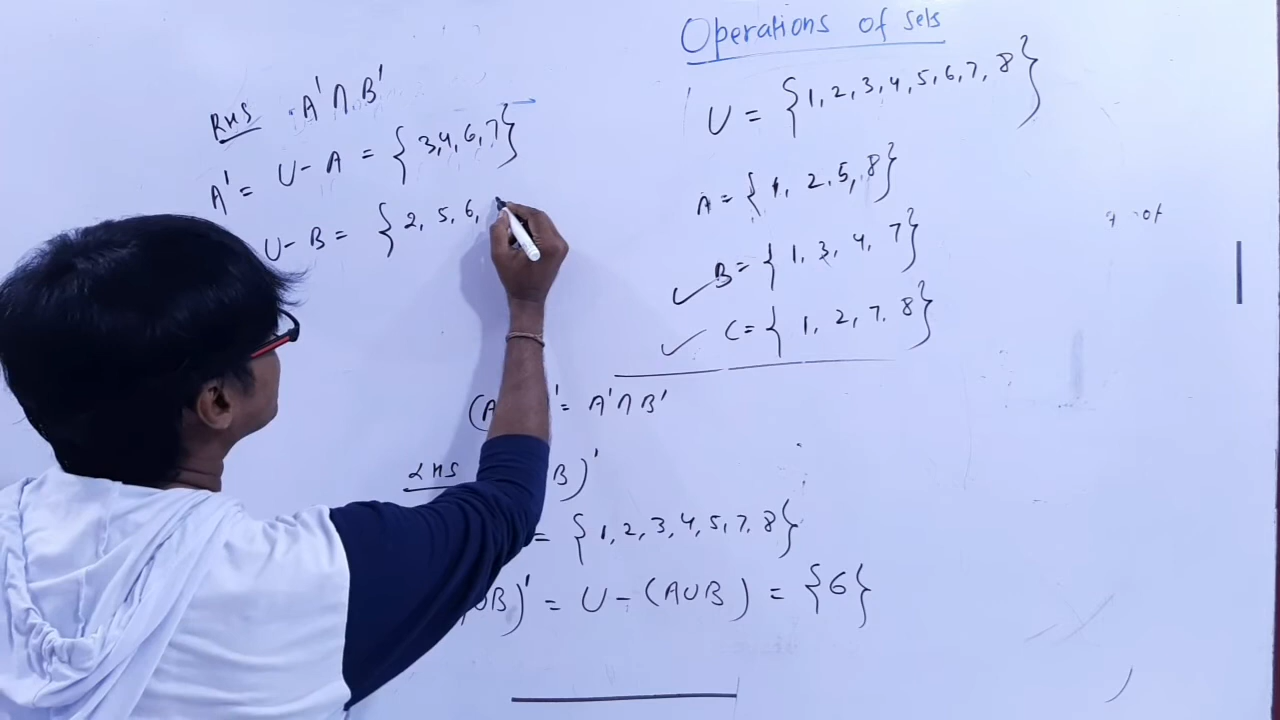 Operations of sets
U = {1, 2, 3, 4, 5, 6, 7, 8}
A = {1, 2, 5, 8}
B = {1, 3, 4, 7}
C = {1, 2, 7, 8}
RHS A' ∩ B'
A' = U - A = {3, 4, 6, 7}
U - B = {2, 5, 6,
(A ' = A' ∩ B'
LHS B)'
= {1, 2, 3, 4, 5, 7, 8}
∪B)' = U - (A∪B) = {6}